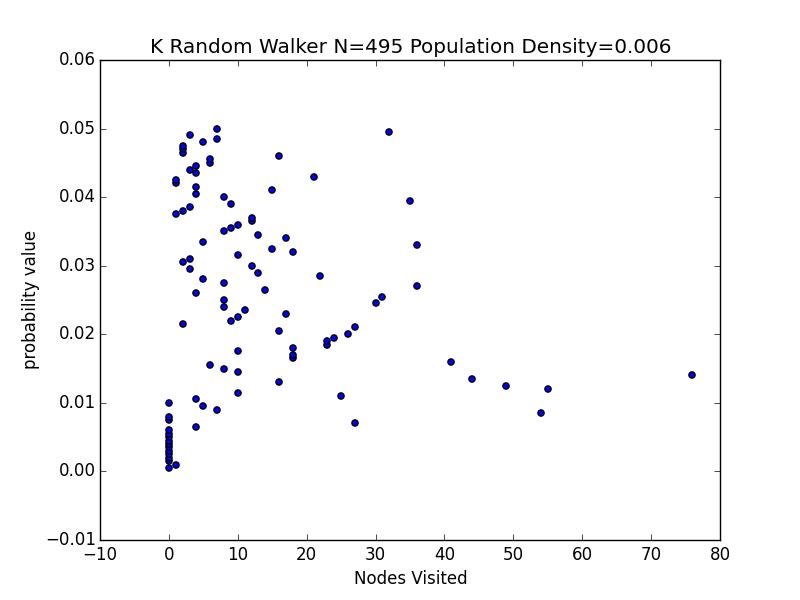 K Random Walker N=495 Population Density=0.006
0.06
0.05
0.04
0.03
0.02
0.01
0.00
−0.01
probability value
−10 0 10 20 30 40 50 60 70 80
Nodes Visited